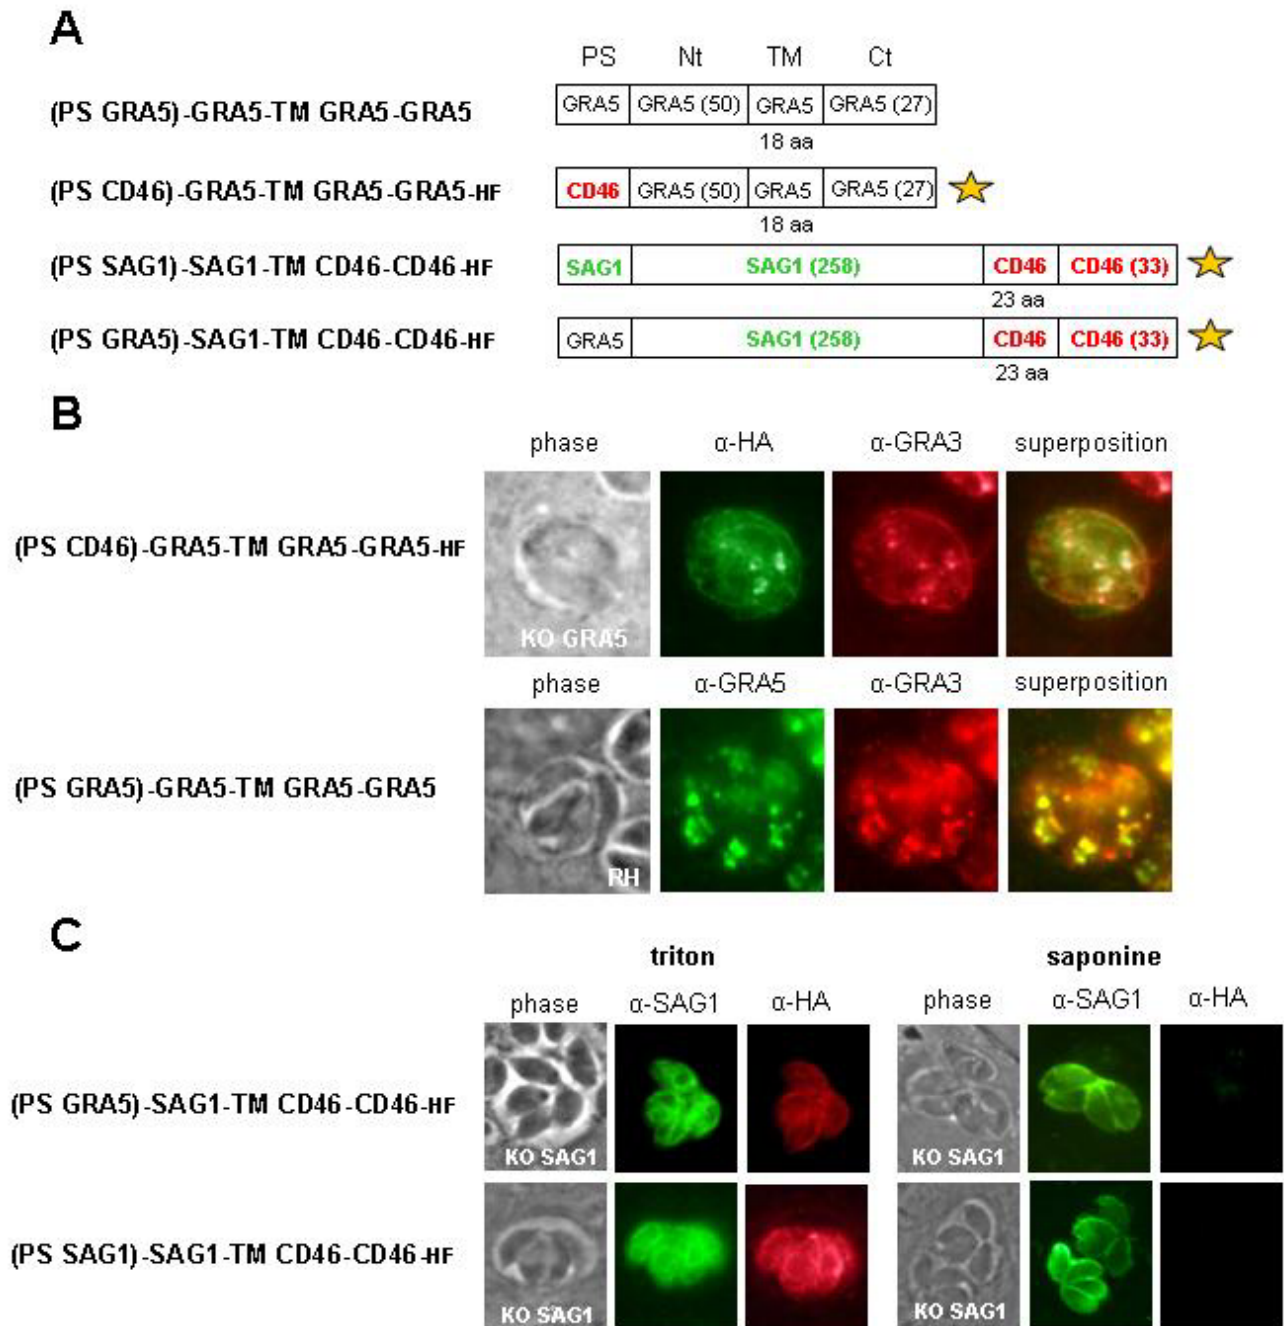 A
PS Nt TM Ct
(PS GRA5)-GRA5-TM GRA5-GRA5 GRA5 GRA5 (50) GRA5 GRA5 (27)
18 aa
(PS CD46)-GRA5-TM GRA5-GRA5-HF CD46 GRA5 (50) GRA5 GRA5 (27)
18 aa
(PS SAG1)-SAG1-TM CD46-CD46-HF SAG1 SAG1 (258) CD46 CD46 (33)
23 aa
(PS GRA5)-SAG1-TM CD46-CD46-HF GRA5 SAG1 (258) CD46 CD46 (33)
23 aa
B
phase α-HA α-GRA3 superposition
(PS CD46)-GRA5-TM GRA5-GRA5-HF
KO GRA5
phase α-GRA5 α-GRA3 superposition
(PS GRA5)-GRA5-TM GRA5-GRA5
RH
C
triton saponine
phase α-SAG1 α-HA phase α-SAG1 α-HA
(PS GRA5)-SAG1-TM CD46-CD46-HF
KO SAG1 KO SAG1
(PS SAG1)-SAG1-TM CD46-CD46-HF
KO SAG1 KO SAG1